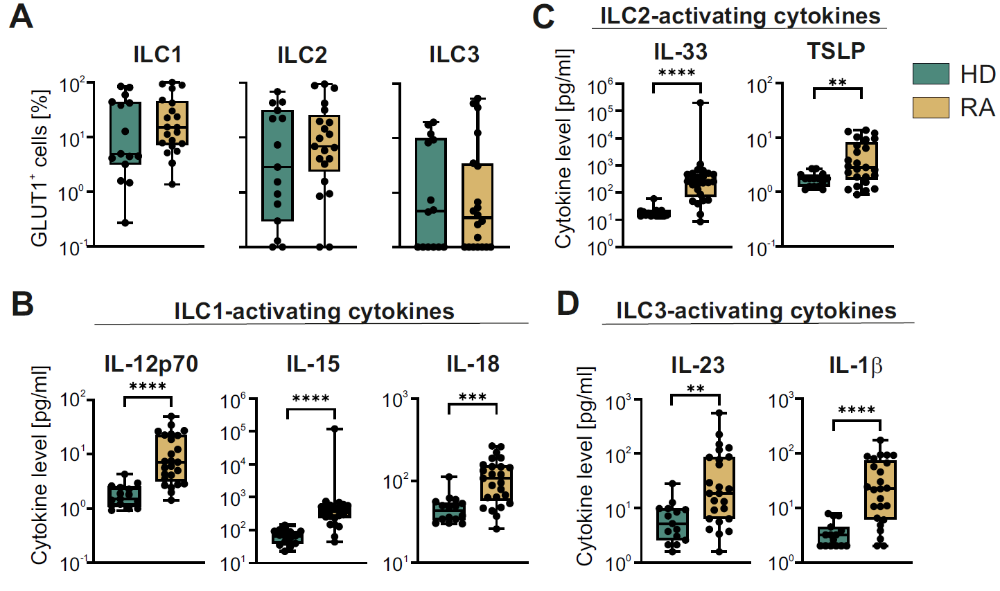 A
ILC1
ILC2
ILC3
GLUT1⁺ cells [%]
10²
10¹
10⁰
10⁻¹
C
ILC2-activating cytokines
IL-33
TSLP
Cytokine level [pg/ml]
****
10⁶
10⁵
10⁴
10³
10²
10¹
10⁰
**
10²
10¹
10⁰
10⁻¹
HD
RA
B
ILC1-activating cytokines
IL-12p70
IL-15
IL-18
Cytokine level [pg/ml]
****
10²
10¹
10⁰
10⁻¹
****
10⁶
10⁵
10⁴
10³
10²
10¹
***
10³
10²
10¹
D
ILC3-activating cytokines
IL-23
IL-1β
Cytokine level [pg/ml]
**
10³
10²
10¹
10⁰
****
10³
10²
10¹
10⁰